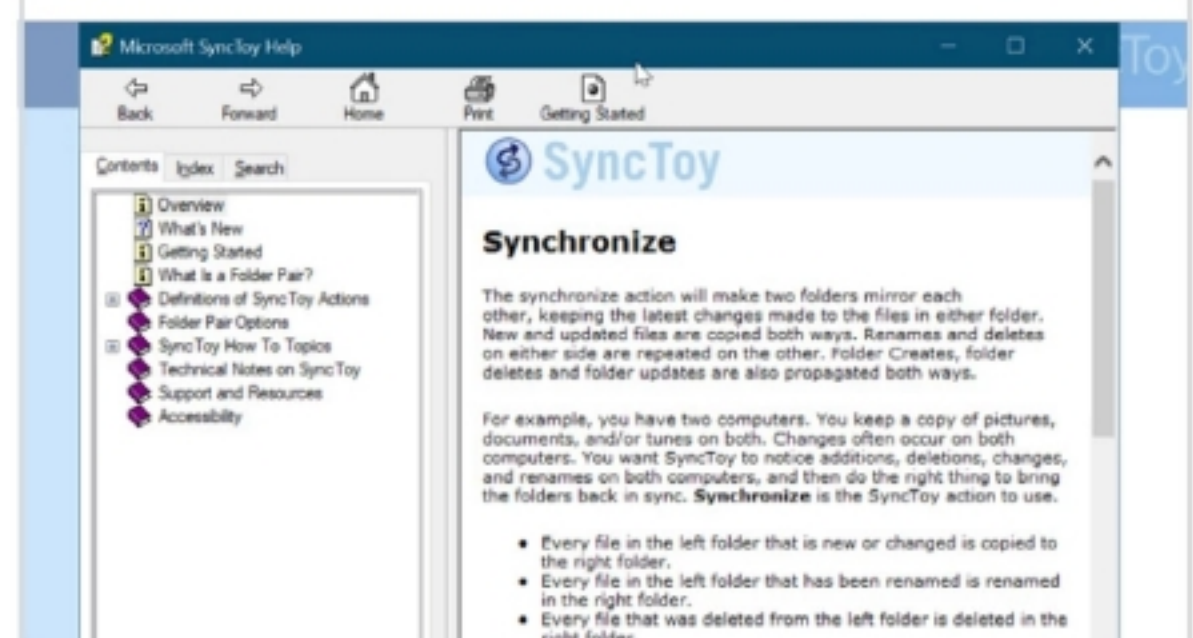 Microsoft SyncToy Help
Toy
Back Forward Home Print Getting Started
Contents Index Search
Overview
What's New
Getting Started
What Is a Folder Pair?
Definitions of SyncToy Actions
Folder Pair Options
SyncToy How To Topics
Technical Notes on SyncToy
Support and Resources
Accessibility
SyncToy
Synchronize
The synchronize action will make two folders mirror each
other, keeping the latest changes made to the files in either folder.
New and updated files are copied both ways. Renames and deletes
on either side are repeated on the other. Folder Creates, folder
deletes and folder updates are also propagated both ways.
For example, you have two computers. You keep a copy of pictures,
documents, and/or tunes on both. Changes often occur on both
computers. You want SyncToy to notice additions, deletions, changes,
and renames on both computers, and then do the right thing to bring
the folders back in sync. Synchronize is the SyncToy action to use.
• Every file in the left folder that is new or changed is copied to
the right folder.
• Every file in the left folder that has been renamed is renamed
in the right folder.
• Every file that was deleted from the left folder is deleted in the
right folder.